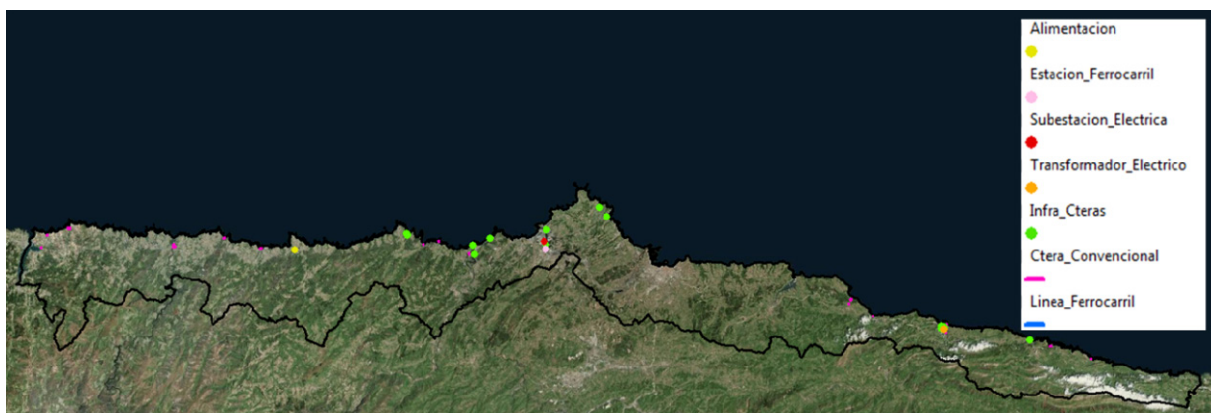 Alimentacion
Estacion_Ferrocarril
Subestacion_Electrica
Transformador_Electrico
Infra_Cteras
Ctera_Convencional
Linea_Ferrocarril